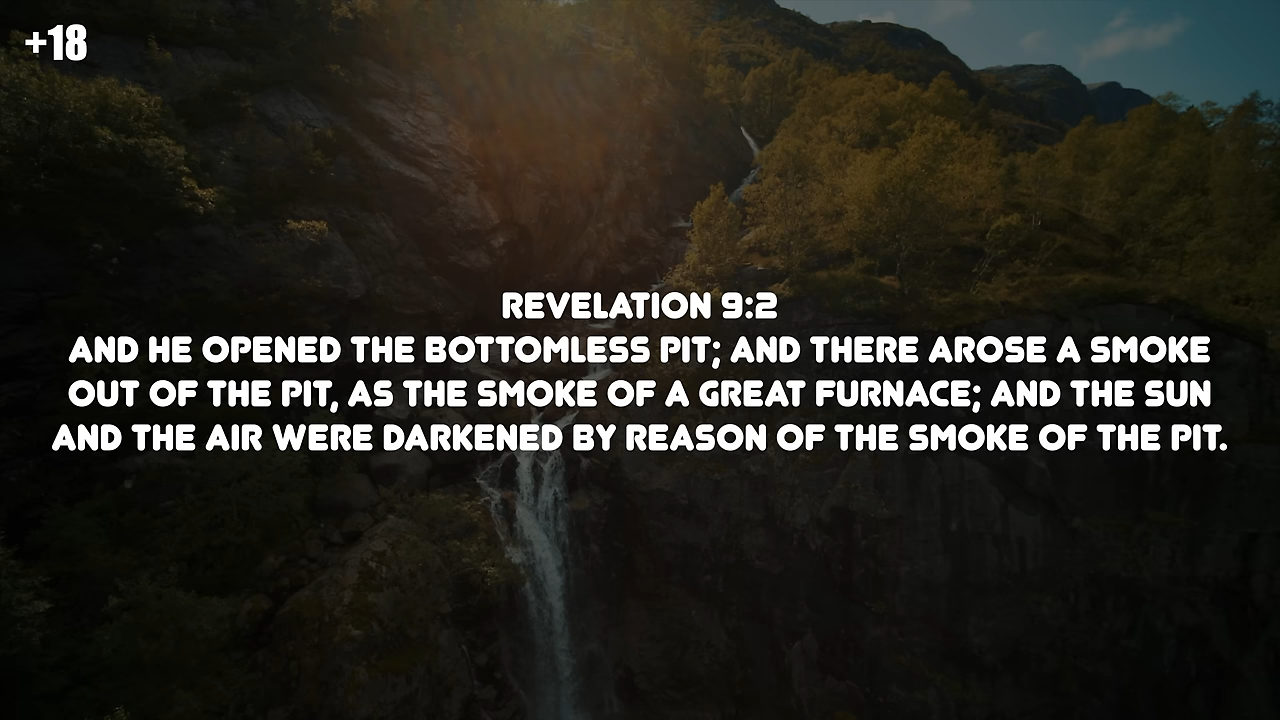 +18
REVELATION 9:2
AND HE OPENED THE BOTTOMLESS PIT; AND THERE AROSE A SMOKE
OUT OF THE PIT, AS THE SMOKE OF A GREAT FURNACE; AND THE SUN
AND THE AIR WERE DARKENED BY REASON OF THE SMOKE OF THE PIT.